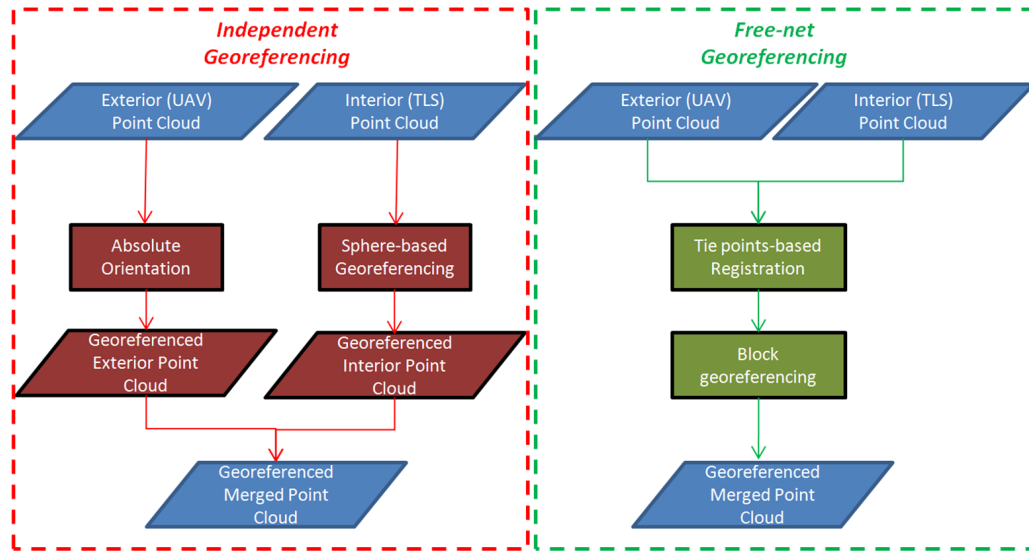 Independent
Georeferencing
Exterior (UAV)
Point Cloud
Interior (TLS)
Point Cloud
Absolute
Orientation
Sphere-based
Georeferencing
Georeferenced
Exterior Point
Cloud
Georeferenced
Interior Point
Cloud
Georeferenced
Merged Point
Cloud
Free-net
Georeferencing
Exterior (UAV)
Point Cloud
Interior (TLS)
Point Cloud
Tie points-based
Registration
Block
georeferencing
Georeferenced
Merged Point
Cloud